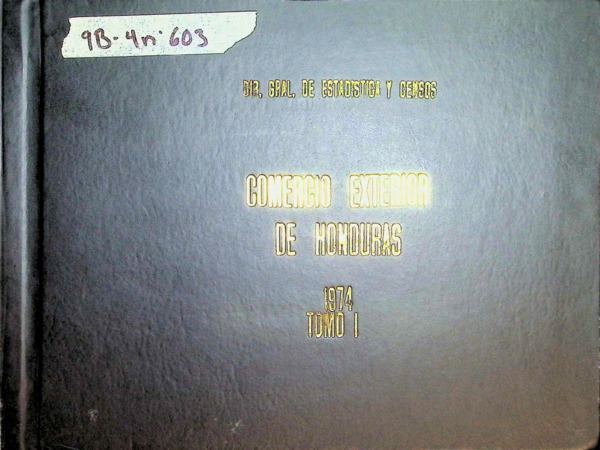 9B-4n·603
DIR. GRAL. DE ESTADISTICA Y CENSOS
COMERCIO EXTERIOR
DE HONDURAS
1974
TOMO I